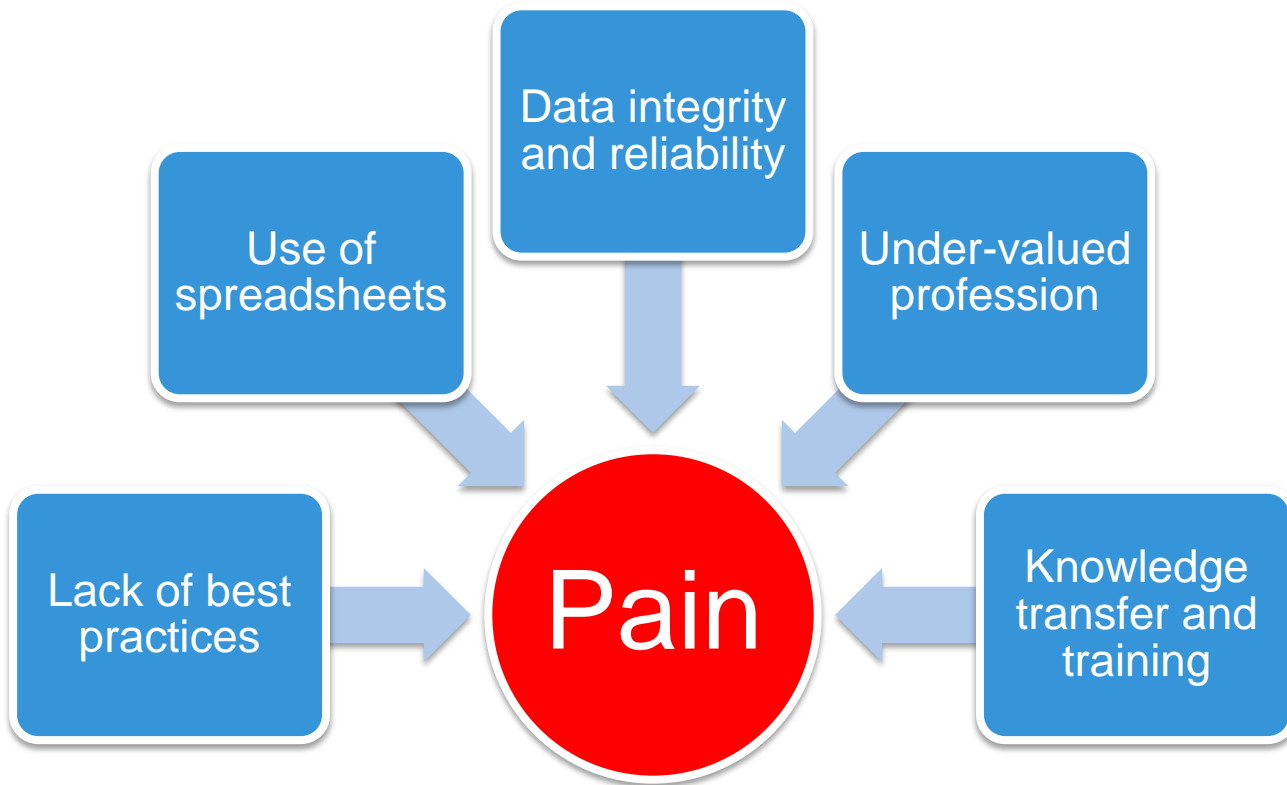 Data integrity
and reliability
Use of
spreadsheets
Under-valued
profession
Lack of best
practices
Pain
Knowledge
transfer and
training